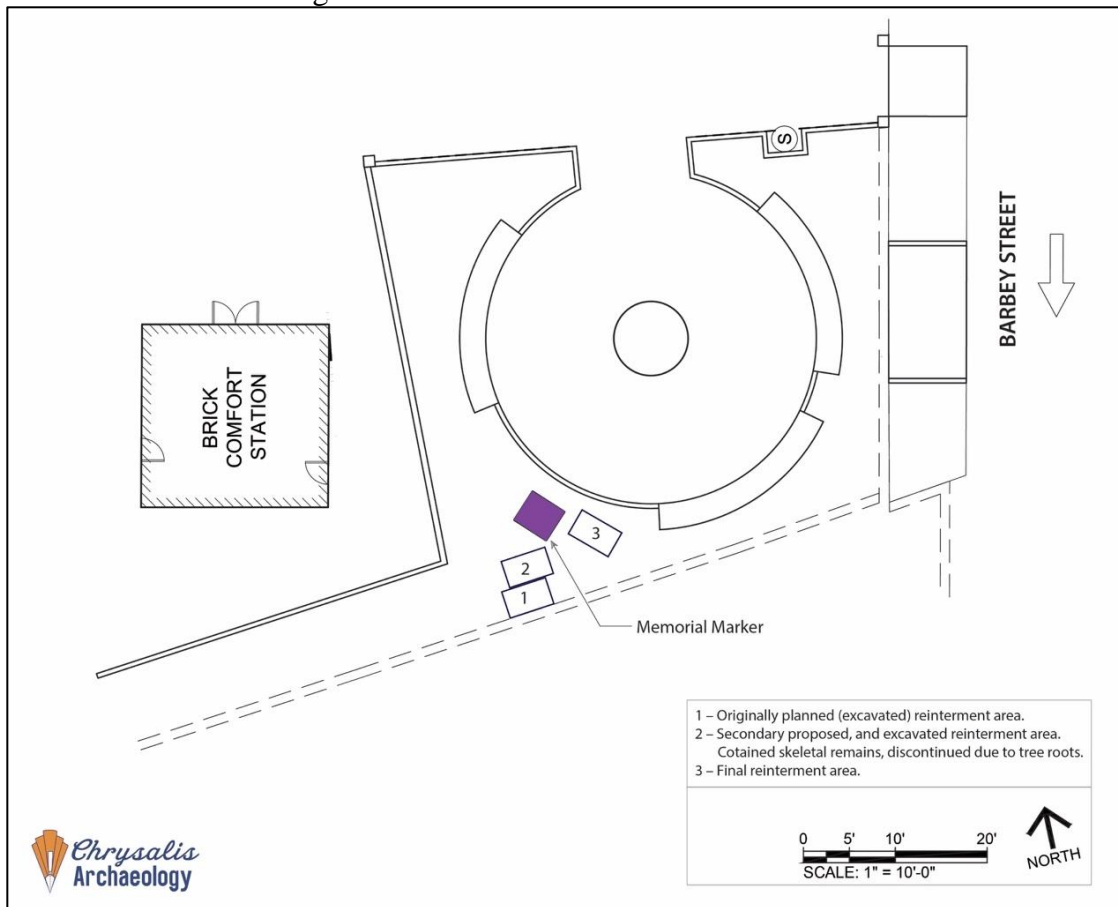 S
BARBEY STREET
BRICK
COMFORT
STATION
3
2
1
Memorial Marker
1 – Originally planned (excavated) reinterment area.
2 – Secondary proposed, and excavated reinterment area.
Cotained skeletal remains, discontinued due to tree roots.
3 – Final reinterment area.
0 5' 10' 20'
SCALE: 1" = 10'-0"
NORTH
Chrysalis
Archaeology